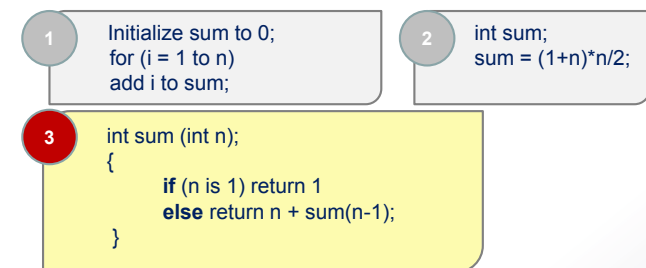 1
Initialize sum to 0;
for (i = 1 to n)
add i to sum;
2
int sum;
sum = (1+n)*n/2;
3
int sum (int n);
{
if (n is 1) return 1
else return n + sum(n-1);
}